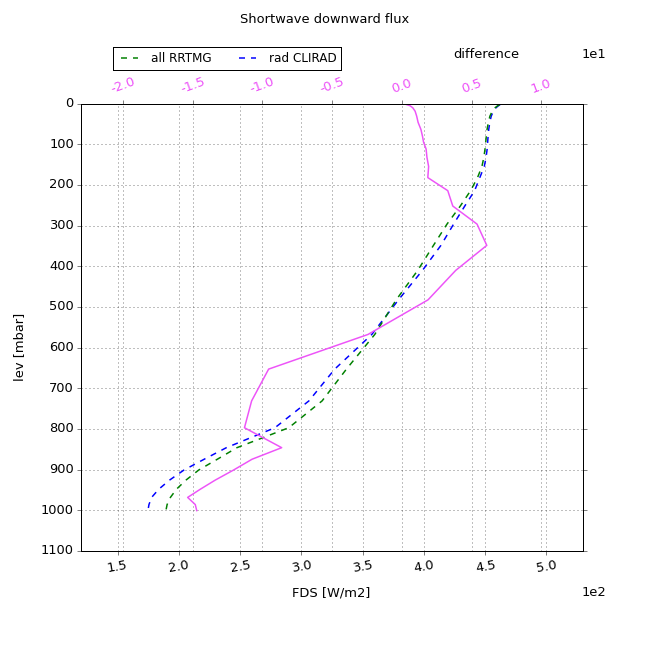 Shortwave downward flux
all RRTMG rad CLIRAD difference 1e1
-2.0 -1.5 -1.0 -0.5 0.0 0.5 1.0
0
100
200
300
400
500
600
700
800
900
1000
1100
lev [mbar]
1.5 2.0 2.5 3.0 3.5 4.0 4.5 5.0
FDS [W/m2] 1e2